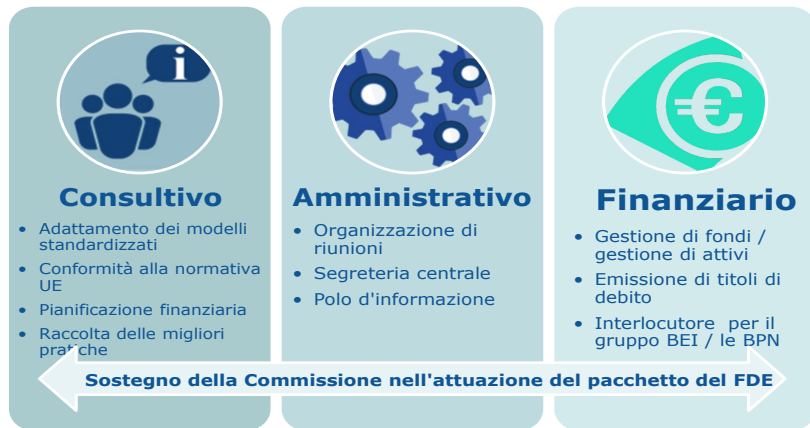 i
Consultivo
• Adattamento dei modelli
standardizzati
• Conformità alla normativa
UE
• Pianificazione finanziaria
• Raccolta delle migliori
pratiche
Amministrativo
• Organizzazione di
riunioni
• Segreteria centrale
• Polo d'informazione
€
Finanziario
• Gestione di fondi /
gestione di attivi
• Emissione di titoli di
debito
• Interlocutore per il
gruppo BEI / le BPN
Sostegno della Commissione nell'attuazione del pacchetto del FDE